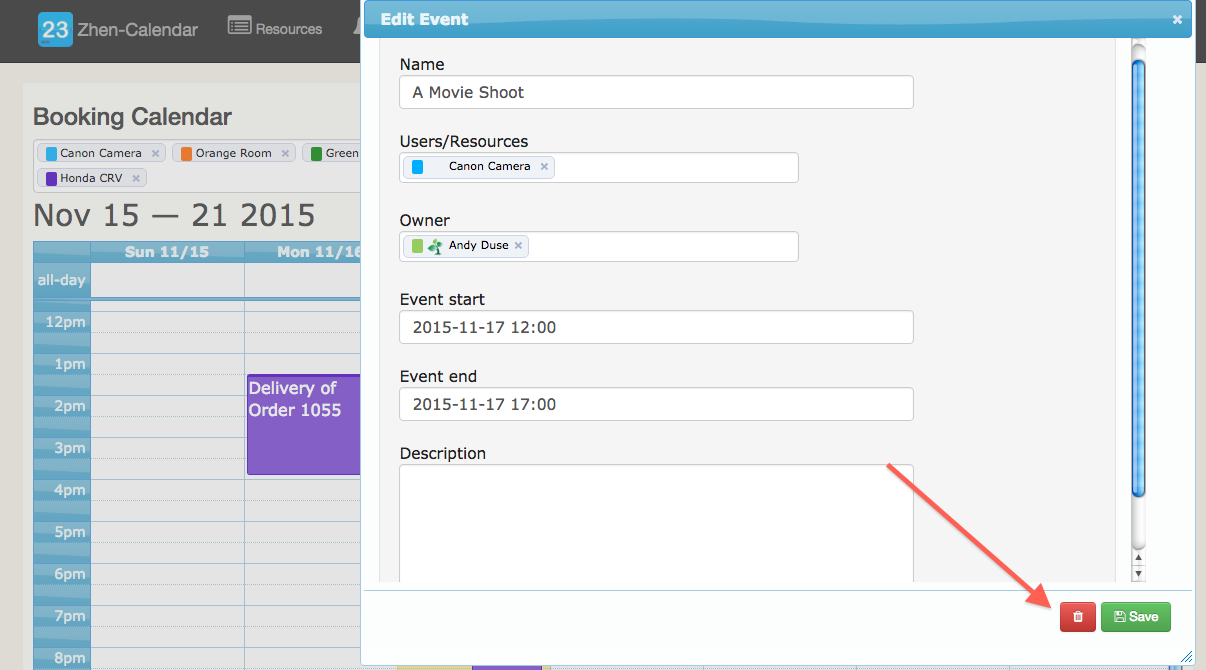 23 Zhen-Calendar
Resources
Booking Calendar
Canon Camera × Orange Room × Green
Honda CRV ×
Nov 15 — 21 2015
Sun 11/15 Mon 11/16
all-day
12pm
1pm
2pm
3pm
4pm
5pm
6pm
7pm
8pm
Delivery of
Order 1055
Edit Event ×
Name
A Movie Shoot
Users/Resources
Canon Camera ×
Owner
Andy Duse ×
Event start
2015-11-17 12:00
Event end
2015-11-17 17:00
Description
Save